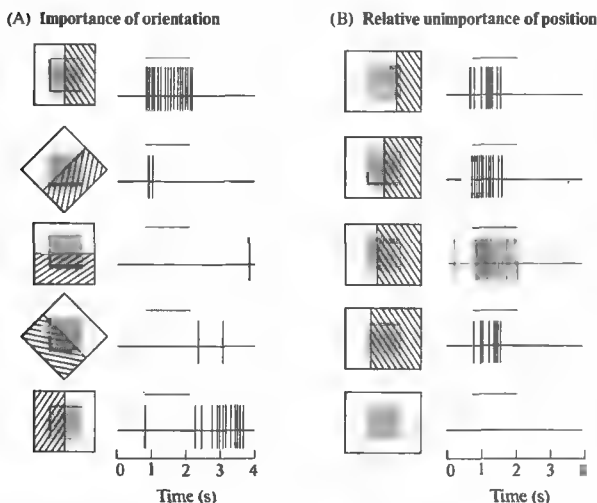 (A) Importance of orientation
(B) Relative unimportance of position
0 1 2 3 4
Time (s)
0 1 2 3
Time (s)